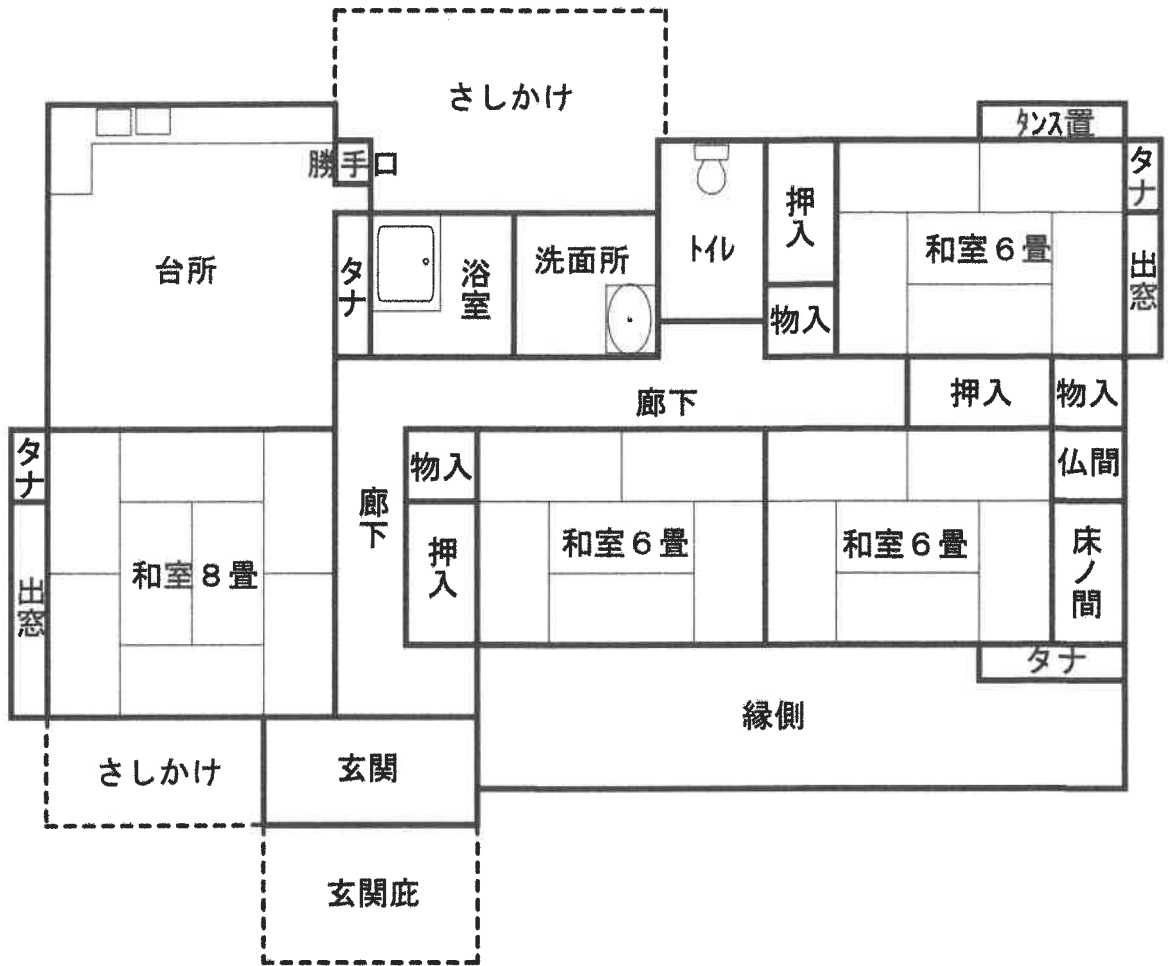 さしかけ
タンス置
勝手口
タナ
押入
和室６畳
トイレ
台所
タナ
浴室
洗面所
出窓
物入
廊下
押入
物入
タナ
物入
仏間
廊下
和室６畳
和室６畳
押入
床ノ間
和室８畳
出窓
タナ
縁側
さしかけ
玄関
玄関庇